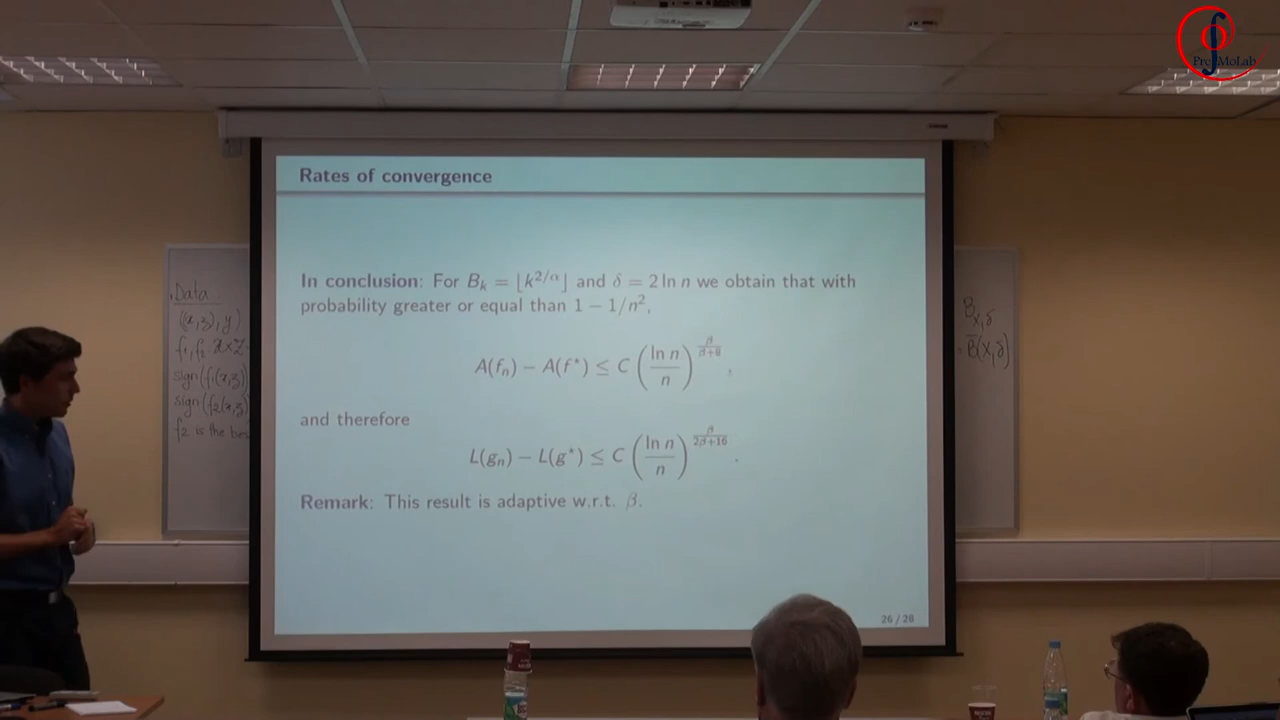 PreMoLab
Rates of convergence
In conclusion: For B_k = ⌊k^{2/α}⌋ and δ = 2 ln n we obtain that with
probability greater or equal than 1 − 1/n²,
A(f_n) − A(f*) ≤ C (ln n / n)^{β/(β+8)},
and therefore
L(g_n) − L(g*) ≤ C (ln n / n)^{β/(2β+16)}.
Remark: This result is adaptive w.r.t. β.
26 / 28
Data
((x,z), y)
sign(f₁(x,z)
sign(f₂(x,z)
f₂ is the bes
B_{x,δ}
= B̄(x,δ)